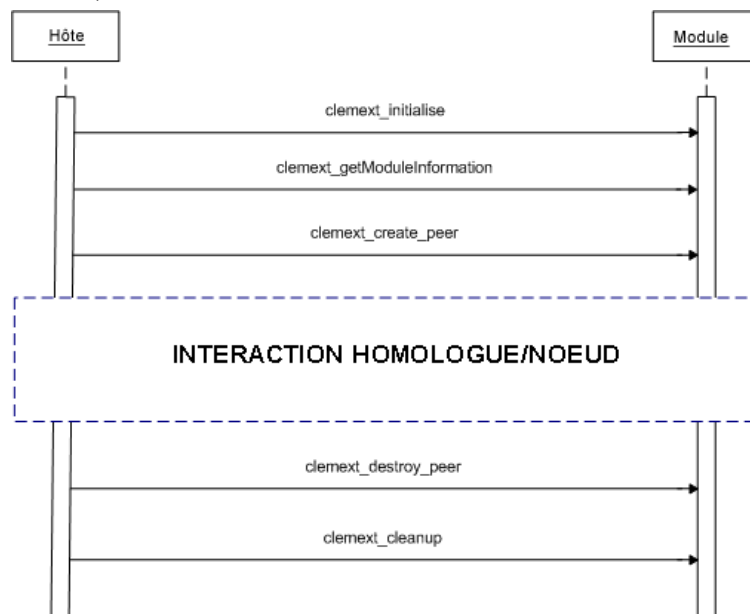 Hôte
Module
clemext_initialise
clemext_getModuleInformation
clemext_create_peer
INTERACTION HOMOLOGUE/NOEUD
clemext_destroy_peer
clemext_cleanup